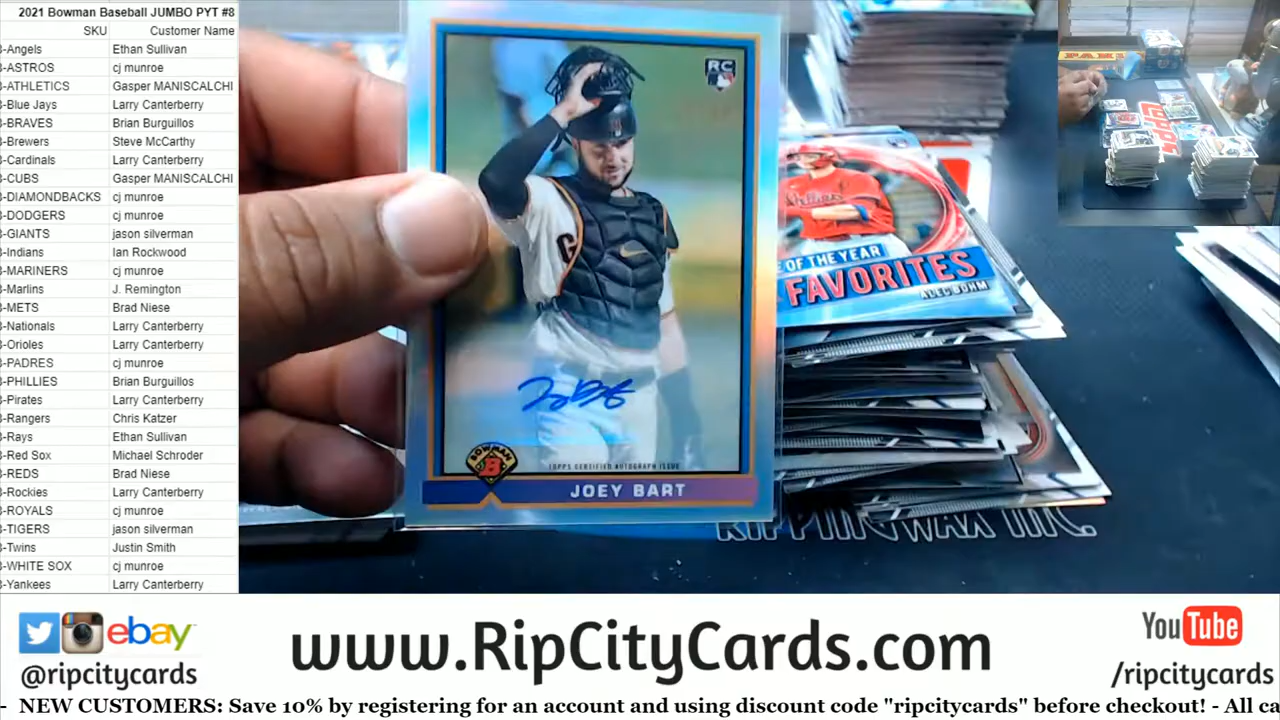 2021 Bowman Baseball JUMBO PYT #8
SKU Customer Name
-Angels Ethan Sullivan
-ASTROS cj munroe
-ATHLETICS Gasper MANISCALCHI
-Blue Jays Larry Canterberry
-BRAVES Brian Burguillos
-Brewers Steve McCarthy
-Cardinals Larry Canterberry
-CUBS Gasper MANISCALCHI
-DIAMONDBACKS cj munroe
-DODGERS cj munroe
-GIANTS jason silverman
-Indians Ian Rockwood
-MARINERS cj munroe
-Marlins J. Remington
-METS Brad Niese
-Nationals Larry Canterberry
-Orioles Larry Canterberry
-PADRES cj munroe
-PHILLIES Brian Burguillos
-Pirates Larry Canterberry
-Rangers Chris Katzer
-Rays Ethan Sullivan
-Red Sox Michael Schroder
-REDS Brad Niese
-Rockies Larry Canterberry
-ROYALS cj munroe
-TIGERS jason silverman
-Twins Justin Smith
-WHITE SOX cj munroe
-Yankees Larry Canterberry
RC
G
BOWMAN
B
TOPPS CERTIFIED AUTOGRAPH ISSUE
JOEY BART
Phillies
OF THE YEAR
FAVORITES
ALEC BOHM
RIPPINGWAX INC.
ebay
@ripcitycards
www.RipCityCards.com
YouTube
/ripcitycards
- NEW CUSTOMERS: Save 10% by registering for an account and using discount code "ripcitycards" before checkout! - All ca